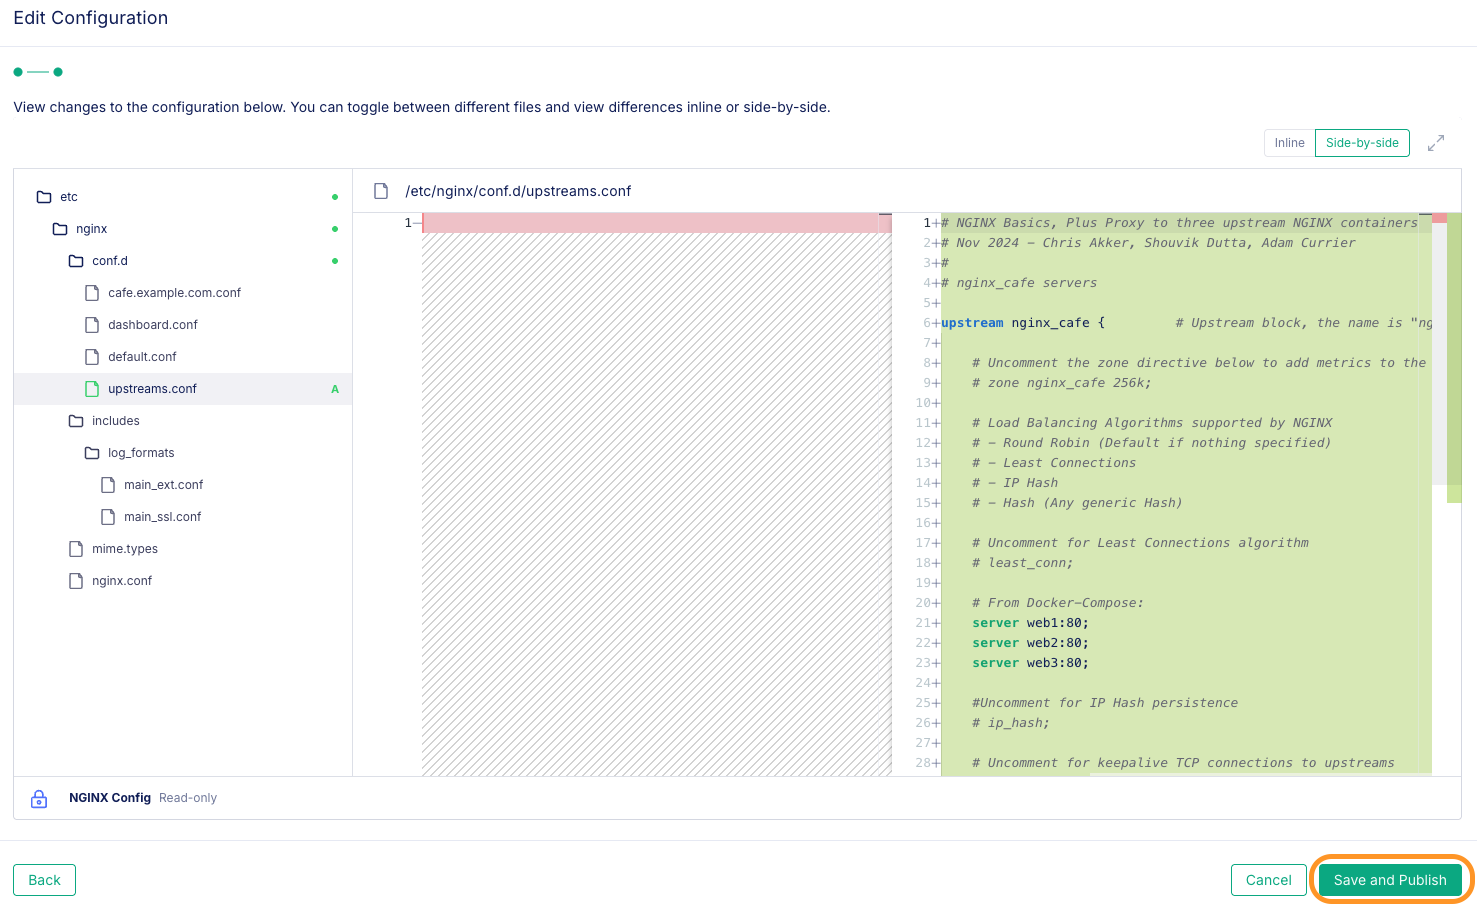 Edit Configuration
View changes to the configuration below. You can toggle between different files and view differences inline or side-by-side.
Inline
Side-by-side
etc
nginx
conf.d
cafe.example.com.conf
dashboard.conf
default.conf
upstreams.conf A
includes
log_formats
main_ext.conf
main_ssl.conf
mime.types
nginx.conf
/etc/nginx/conf.d/upstreams.conf
1-
1+# NGINX Basics, Plus Proxy to three upstream NGINX containers
2+# Nov 2024 - Chris Akker, Shouvik Dutta, Adam Currier
3+#
4+# nginx_cafe servers
5+
6+upstream nginx_cafe {         # Upstream block, the name is "ng
7+
8+    # Uncomment the zone directive below to add metrics to the
9+    # zone nginx_cafe 256k;
10+
11+    # Load Balancing Algorithms supported by NGINX
12+    # - Round Robin (Default if nothing specified)
13+    # - Least Connections
14+    # - IP Hash
15+    # - Hash (Any generic Hash)
16+
17+    # Uncomment for Least Connections algorithm
18+    # least_conn;
19+
20+    # From Docker-Compose:
21+    server web1:80;
22+    server web2:80;
23+    server web3:80;
24+
25+    #Uncomment for IP Hash persistence
26+    # ip_hash;
27+
28+    # Uncomment for keepalive TCP connections to upstreams
NGINX Config Read-only
Back
Cancel
Save and Publish